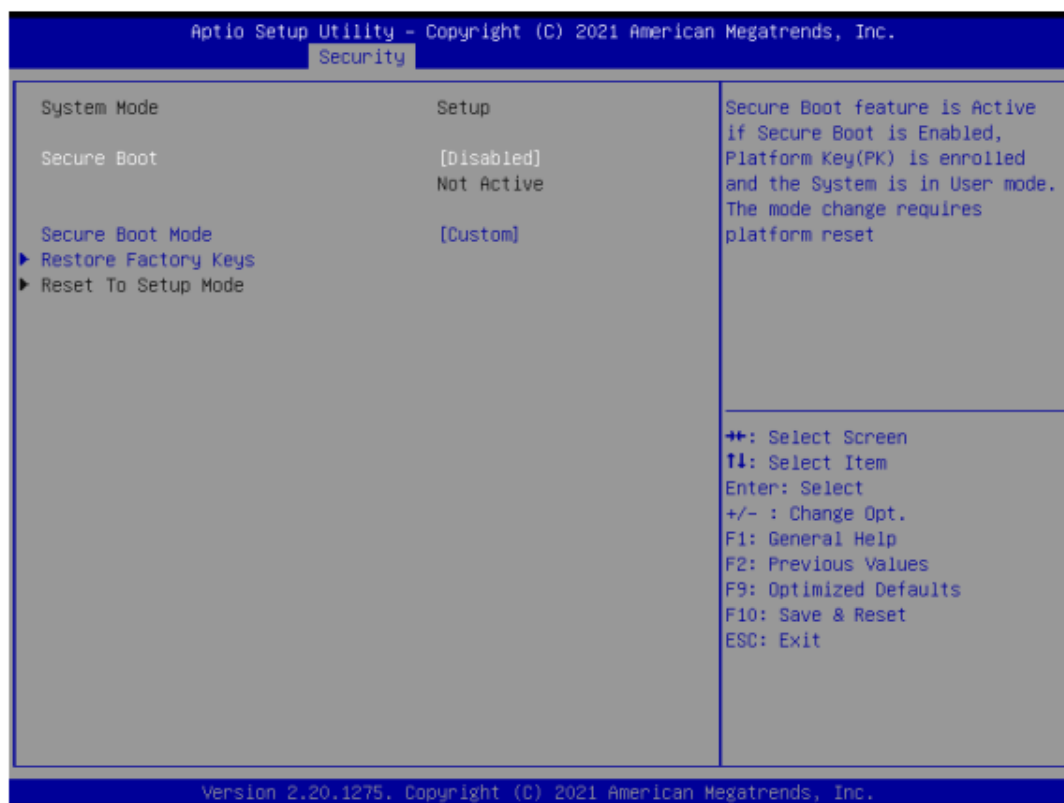 Aptio Setup Utility – Copyright (C) 2021 American Megatrends, Inc.
Security
System Mode Setup
Secure Boot [Disabled]
Not Active
Secure Boot Mode [Custom]
▶ Restore Factory Keys
▶ Reset To Setup Mode
Secure Boot feature is Active
if Secure Boot is Enabled,
Platform Key(PK) is enrolled
and the System is in User mode.
The mode change requires
platform reset
→←: Select Screen
↑↓: Select Item
Enter: Select
+/- : Change Opt.
F1: General Help
F2: Previous Values
F9: Optimized Defaults
F10: Save & Reset
ESC: Exit
Version 2.20.1275. Copyright (C) 2021 American Megatrends, Inc.